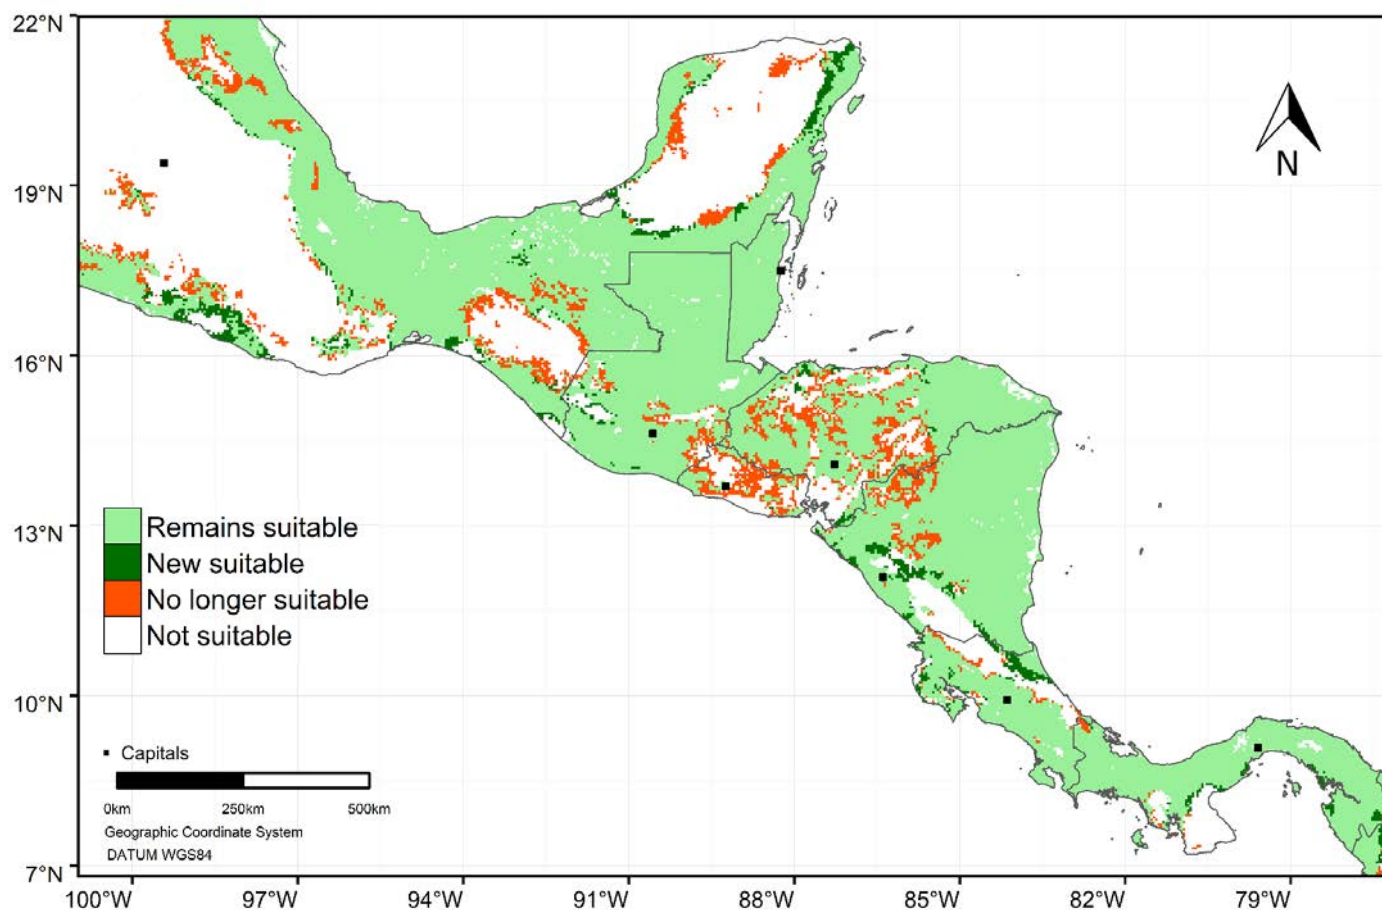 22°N
19°N
16°N
13°N
10°N
7°N
N
Remains suitable
New suitable
No longer suitable
Not suitable
Capitals
0km 250km 500km
Geographic Coordinate System
DATUM WGS84
100°W 97°W 94°W 91°W 88°W 85°W 82°W 79°W